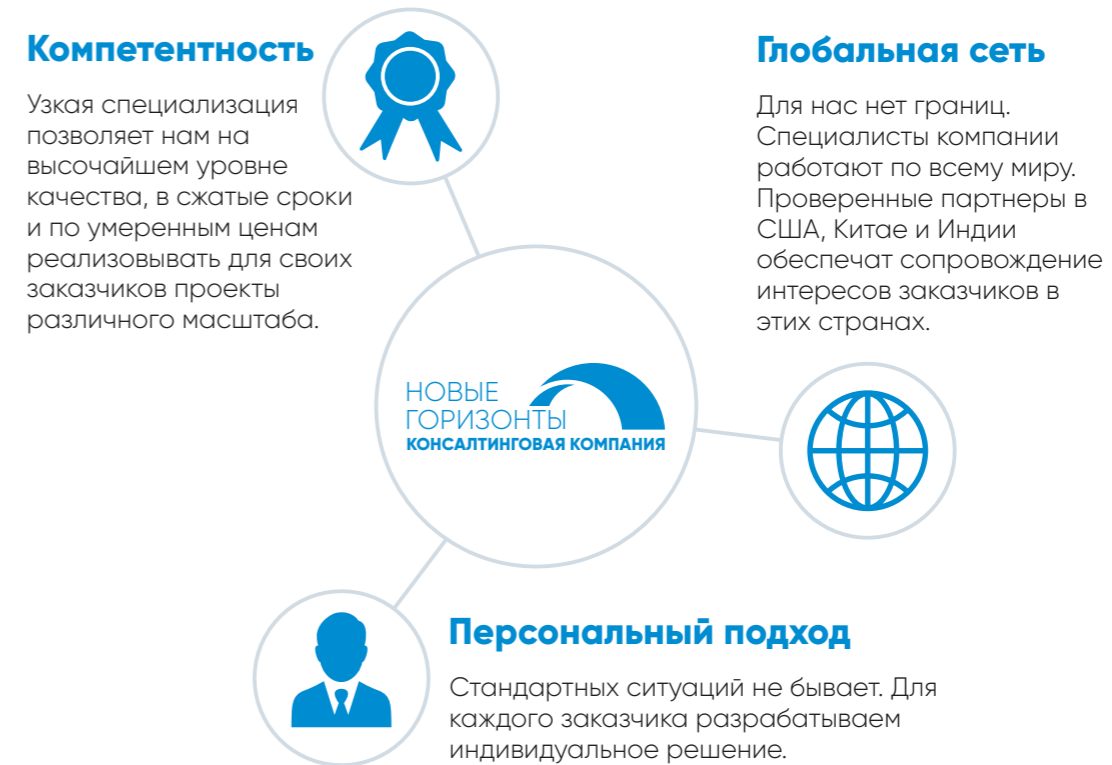 Компетентность
Узкая специализация
позволяет нам на
высочайшем уровне
качества, в сжатые сроки
и по умеренным ценам
реализовывать для своих
заказчиков проекты
различного масштаба.
Глобальная сеть
Для нас нет границ.
Специалисты компании
работают по всему миру.
Проверенные партнеры в
США, Китае и Индии
обеспечат сопровождение
интересов заказчиков в
этих странах.
НОВЫЕ
ГОРИЗОНТЫ
КОНСАЛТИНГОВАЯ КОМПАНИЯ
Персональный подход
Стандартных ситуаций не бывает. Для
каждого заказчика разрабатываем
индивидуальное решение.